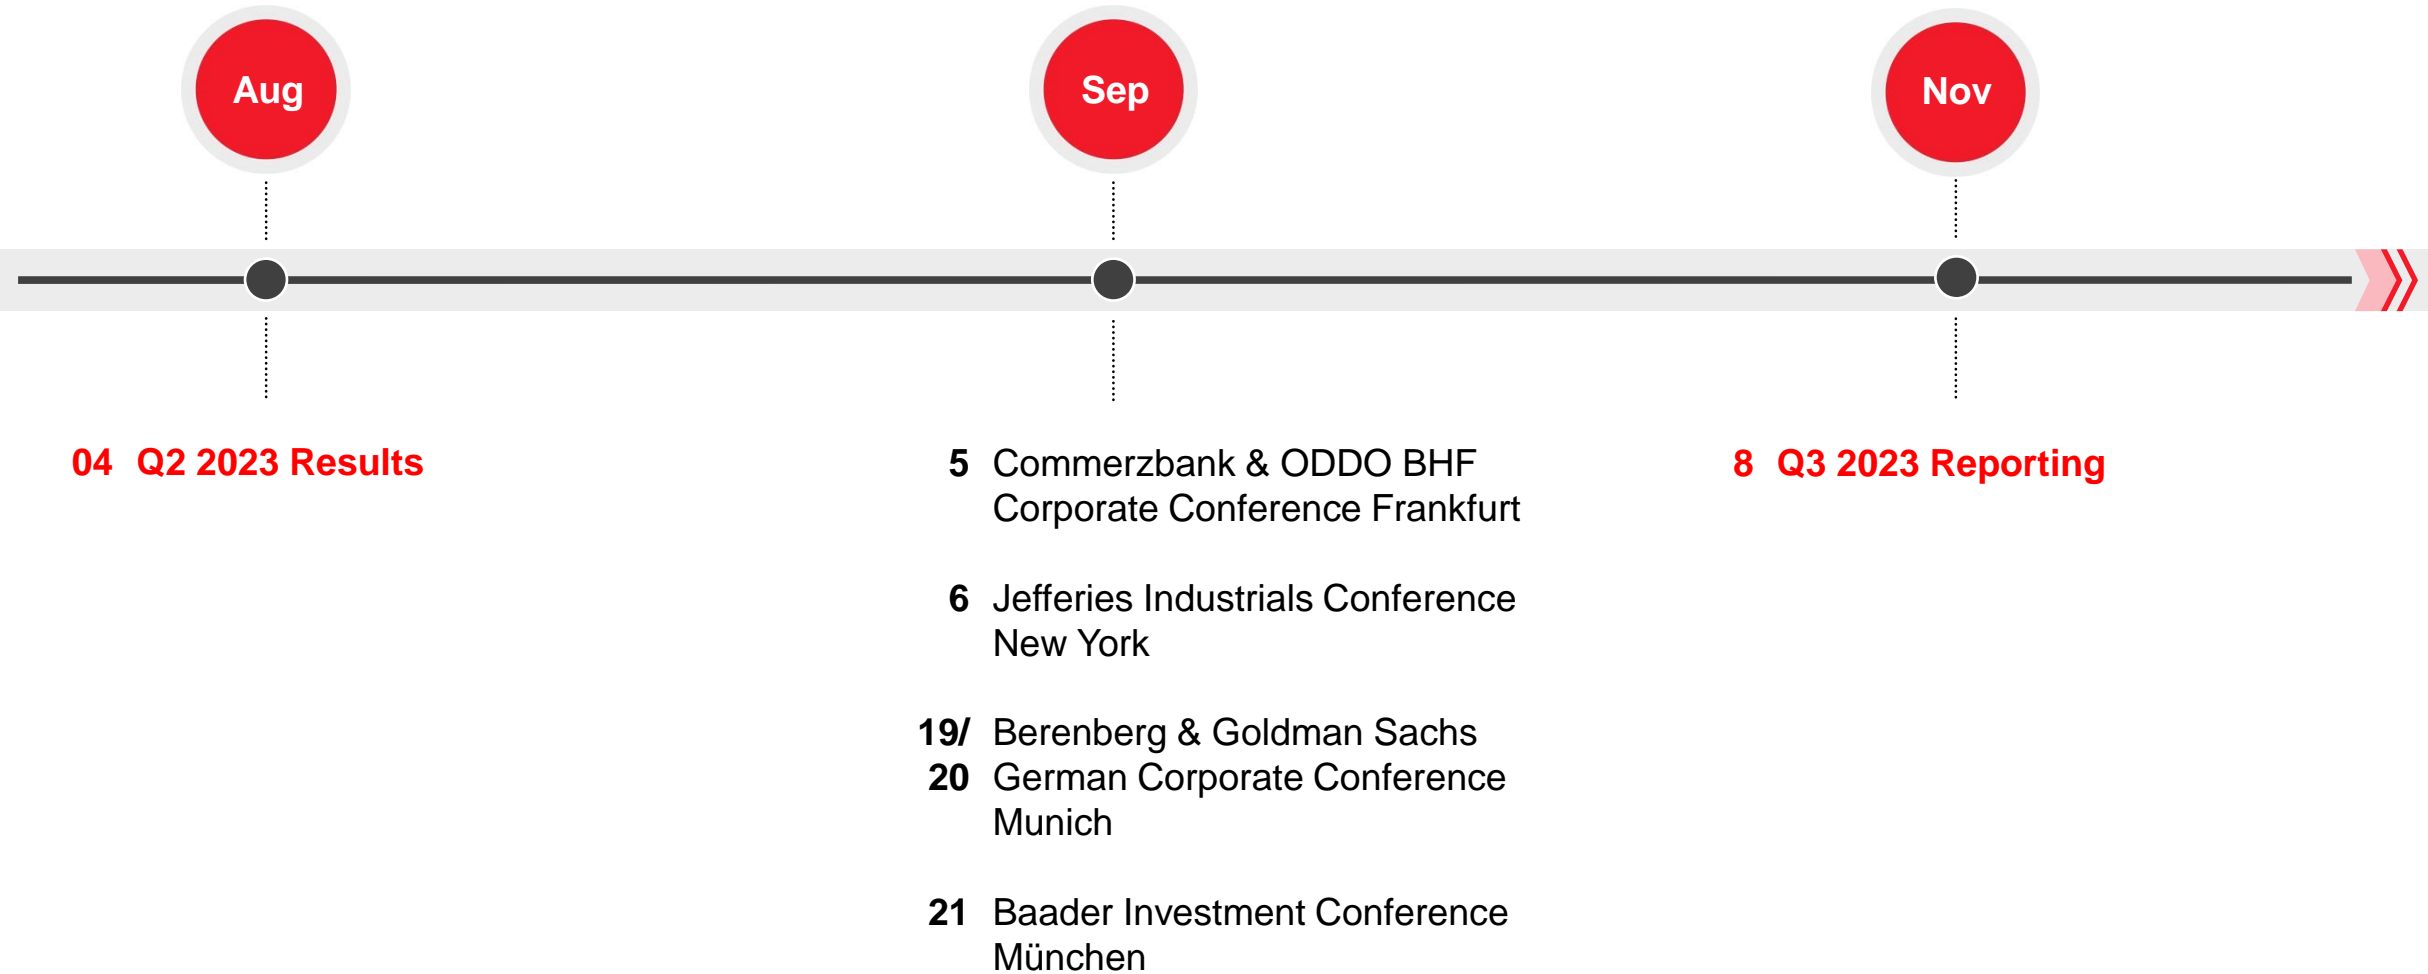 Aug
Sep
Nov
04 Q2 2023 Results
5 Commerzbank & ODDO BHF
Corporate Conference Frankfurt
6 Jefferies Industrials Conference
New York
19/ Berenberg & Goldman Sachs
20 German Corporate Conference
Munich
21 Baader Investment Conference
München
8 Q3 2023 Reporting